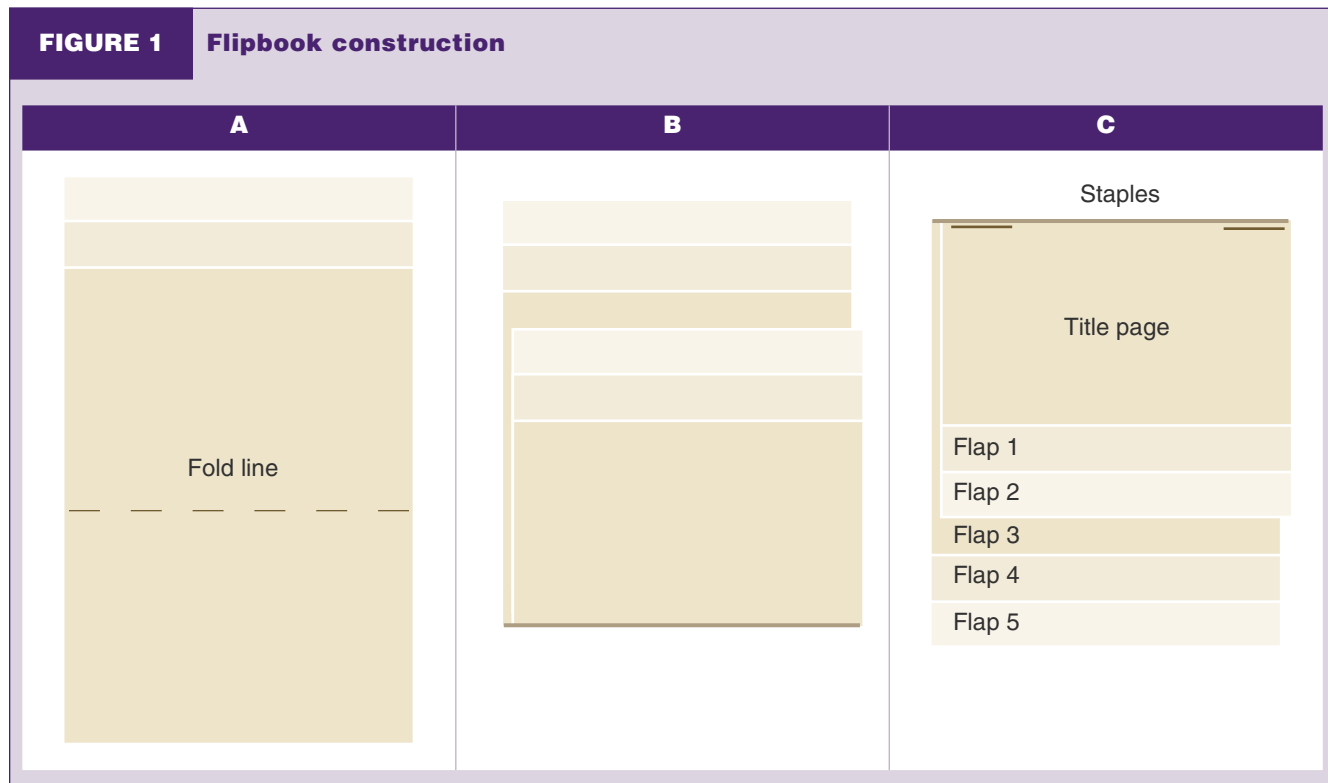 FIGURE 1 Flipbook construction
A B C
Fold line
Staples
Title page
Flap 1
Flap 2
Flap 3
Flap 4
Flap 5